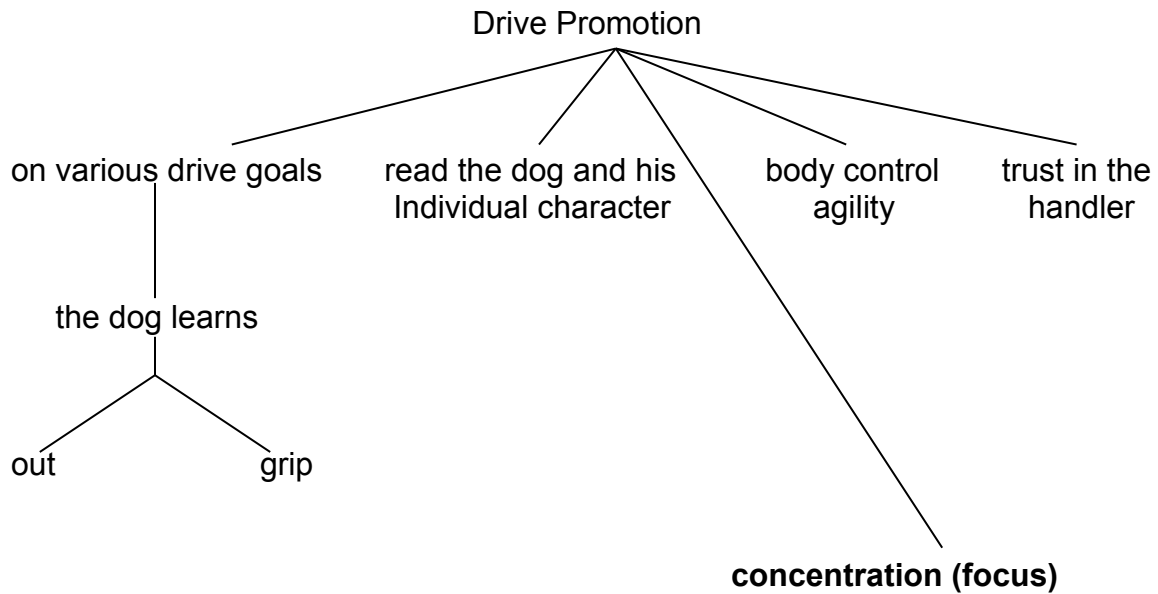 Drive Promotion
on various drive goals
read the dog and his
Individual character
body control
agility
trust in the
handler
the dog learns
out
grip
concentration (focus)